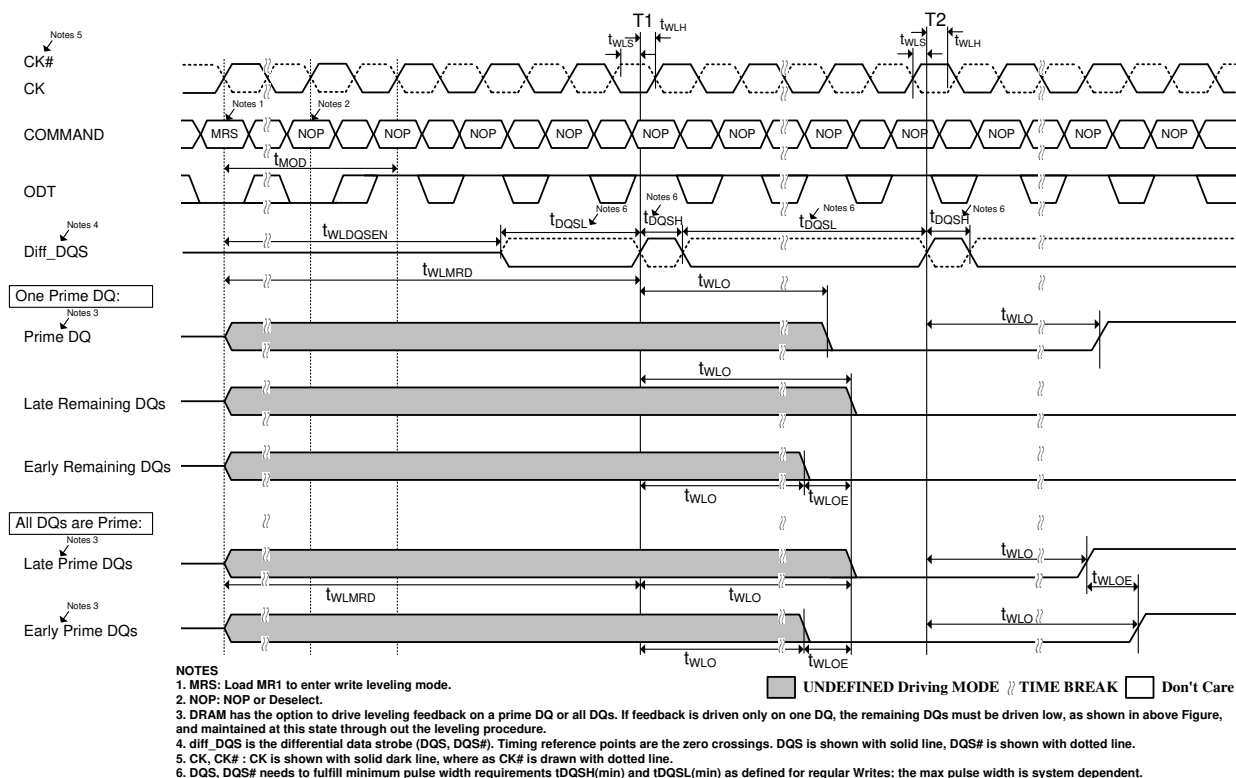 T1 T2
Notes 5 tWLS tWLH tWLS tWLH
CK#
CK
Notes 1 Notes 2
COMMAND MRS NOP NOP NOP NOP NOP NOP NOP NOP NOP NOP NOP
tMOD
ODT
Notes 4 tDQSL Notes 6 tDQSH Notes 6 tDQSL Notes 6 tDQSH Notes 6
tWLDQSEN
Diff_DQS
tWLMRD
tWLO
One Prime DQ:
Notes 3
tWLO
Prime DQ
tWLO
Late Remaining DQs
Early Remaining DQs
tWLO tWLOE
All DQs are Prime:
Notes 3
Late Prime DQs tWLO
tWLOE
tWLMRD tWLO
Notes 3
tWLO
Early Prime DQs
tWLO tWLOE
NOTES
1. MRS: Load MR1 to enter write leveling mode.
UNDEFINED Driving MODE TIME BREAK Don't Care
2. NOP: NOP or Deselect.
3. DRAM has the option to drive leveling feedback on a prime DQ or all DQs. If feedback is driven only on one DQ, the remaining DQs must be driven low, as shown in above Figure,
and maintained at this state through out the leveling procedure.
4. diff_DQS is the differential data strobe (DQS, DQS#). Timing reference points are the zero crossings. DQS is shown with solid line, DQS# is shown with dotted line.
5. CK, CK# : CK is shown with solid dark line, where as CK# is drawn with dotted line.
6. DQS, DQS# needs to fulfill minimum pulse width requirements tDQSH(min) and tDQSL(min) as defined for regular Writes; the max pulse width is system dependent.